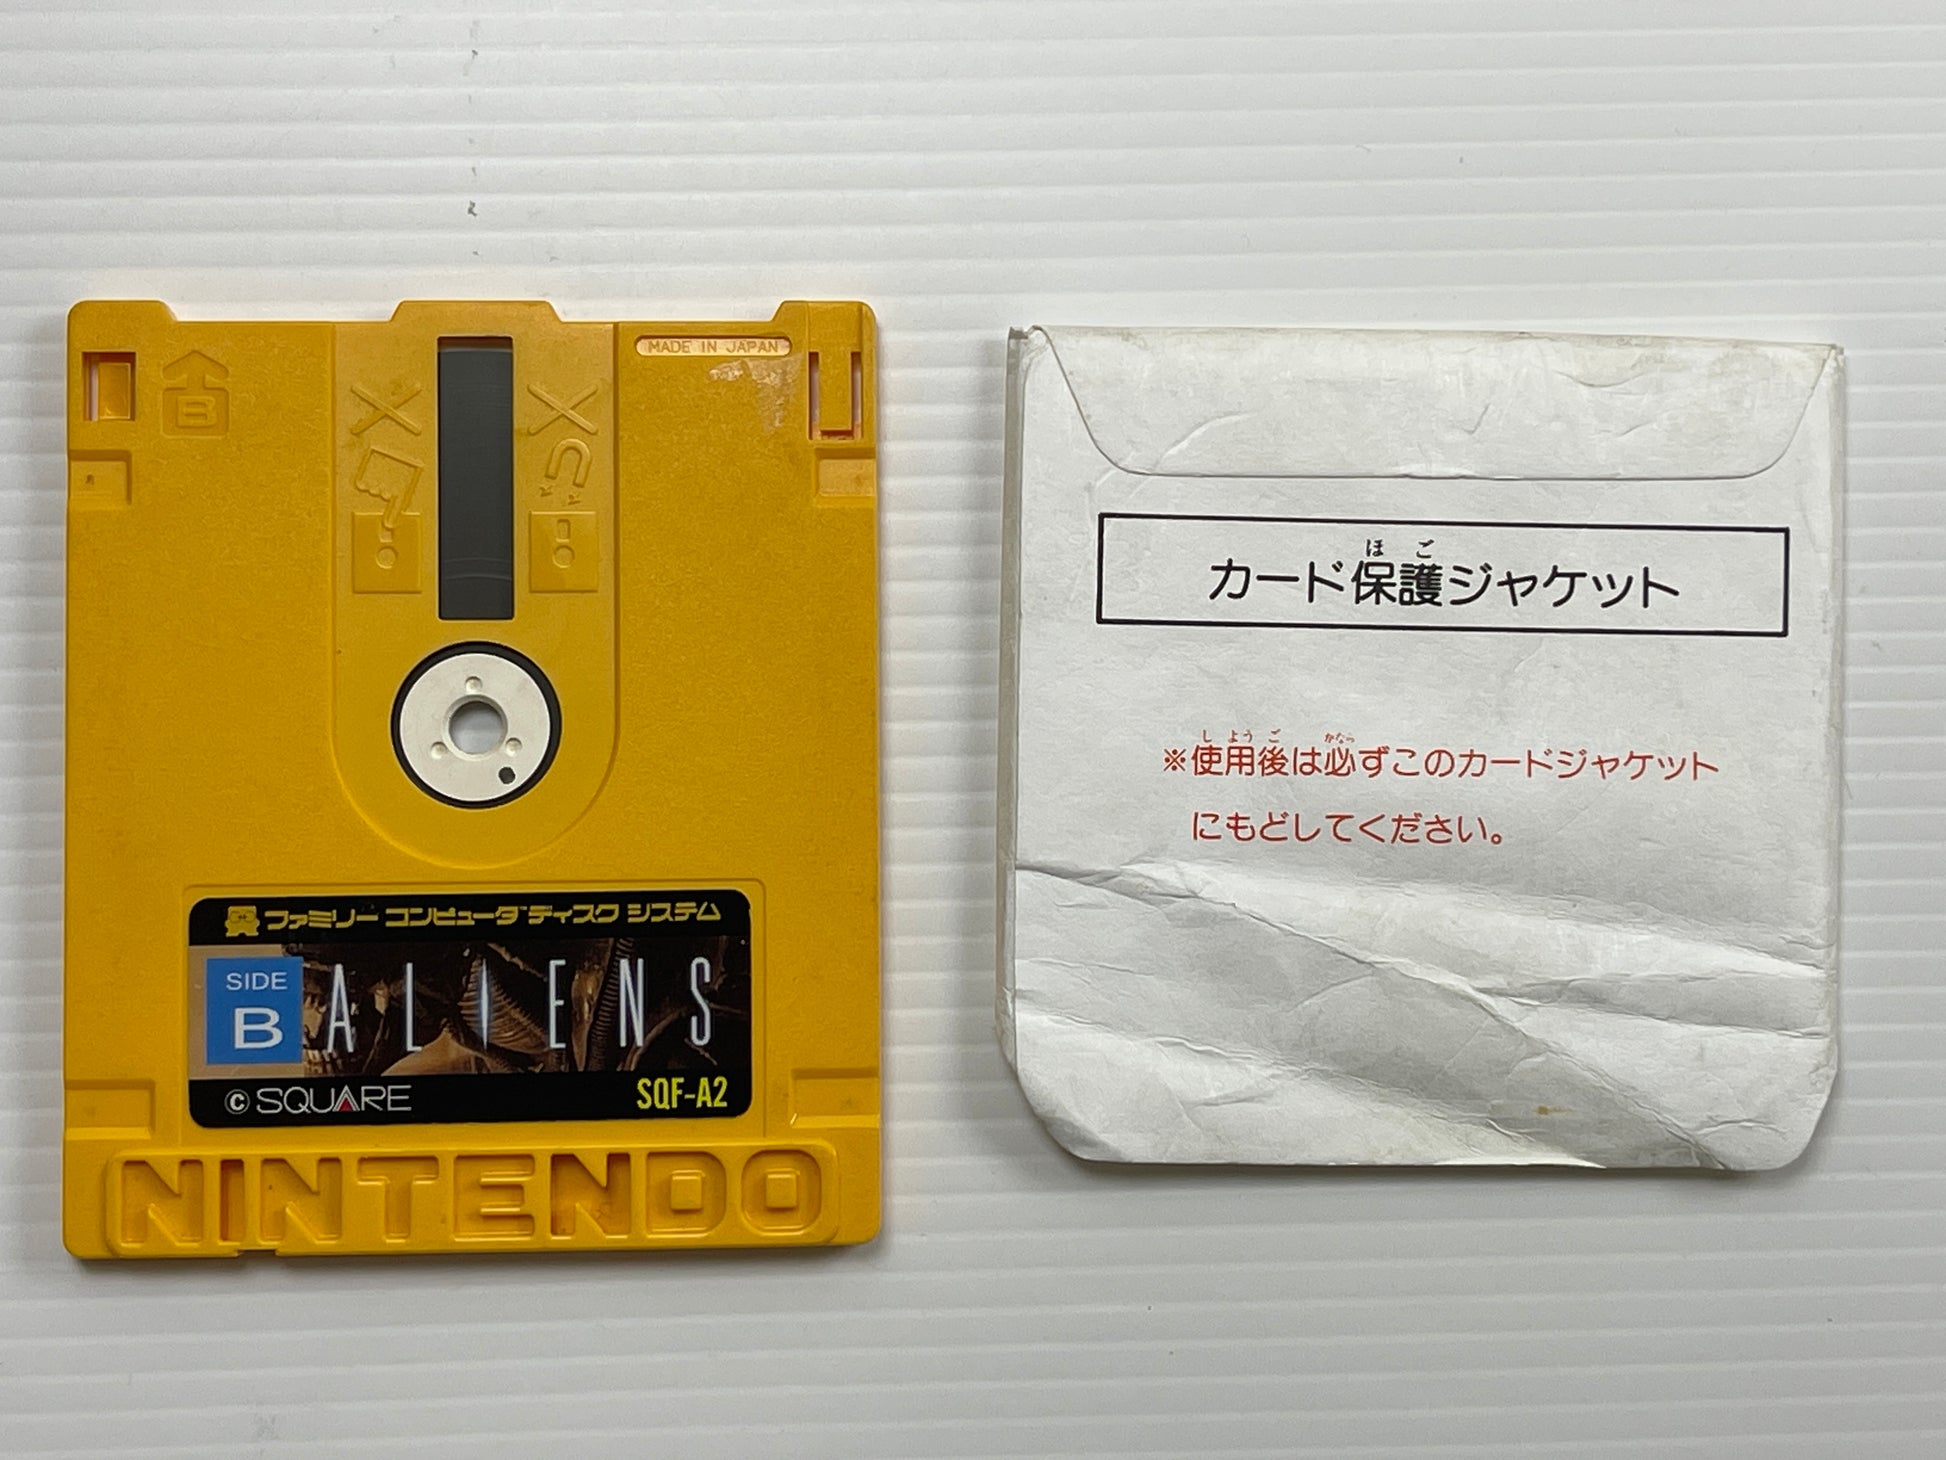 MADE IN JAPAN
B
ファミリー コンピュータ ディスク システム
SIDE
B
ALIENS
© SQUARE
SQF-A2
NINTENDO
ほご
カード保護ジャケット
しようご かなら
※使用後は必ずこのカードジャケット
にもどしてください。